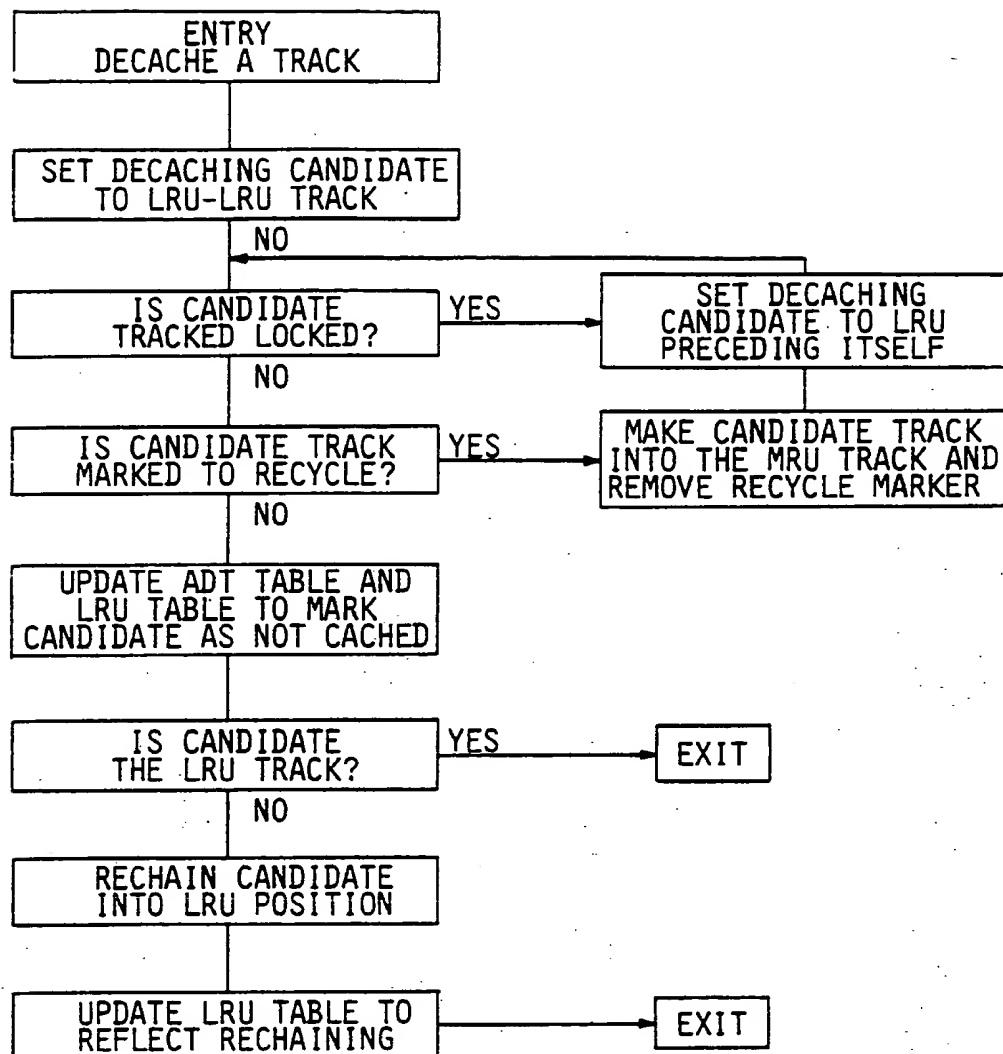 ENTRY
DECACHE A TRACK
SET DECACHING CANDIDATE
TO LRU-LRU TRACK
NO
IS CANDIDATE
TRACKED LOCKED?
YES
SET DECACHING
CANDIDATE TO LRU
PRECEDING ITSELF
NO
IS CANDIDATE TRACK
MARKED TO RECYCLE?
YES
MAKE CANDIDATE TRACK
INTO THE MRU TRACK AND
REMOVE RECYCLE MARKER
NO
UPDATE ADT TABLE AND
LRU TABLE TO MARK
CANDIDATE AS NOT CACHED
IS CANDIDATE
THE LRU TRACK?
YES
EXIT
NO
RECHAIN CANDIDATE
INTO LRU POSITION
UPDATE LRU TABLE TO
REFLECT RECHAINING
EXIT